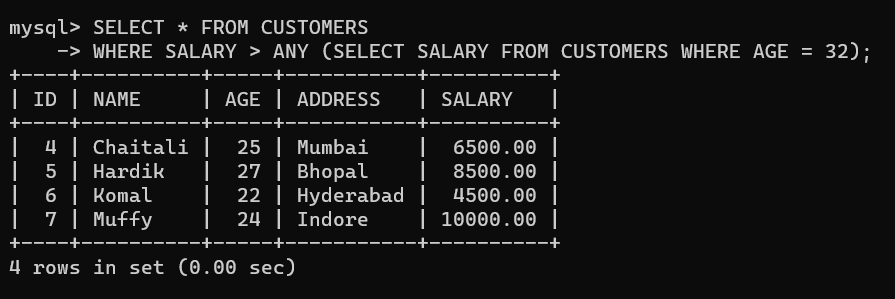 mysql> SELECT * FROM CUSTOMERS
    -> WHERE SALARY > ANY (SELECT SALARY FROM CUSTOMERS WHERE AGE = 32);
+----+----------+-----+-----------+----------+
| ID | NAME     | AGE | ADDRESS   | SALARY   |
+----+----------+-----+-----------+----------+
|  4 | Chaitali |  25 | Mumbai    |  6500.00 |
|  5 | Hardik   |  27 | Bhopal    |  8500.00 |
|  6 | Komal    |  22 | Hyderabad |  4500.00 |
|  7 | Muffy    |  24 | Indore    | 10000.00 |
+----+----------+-----+-----------+----------+
4 rows in set (0.00 sec)